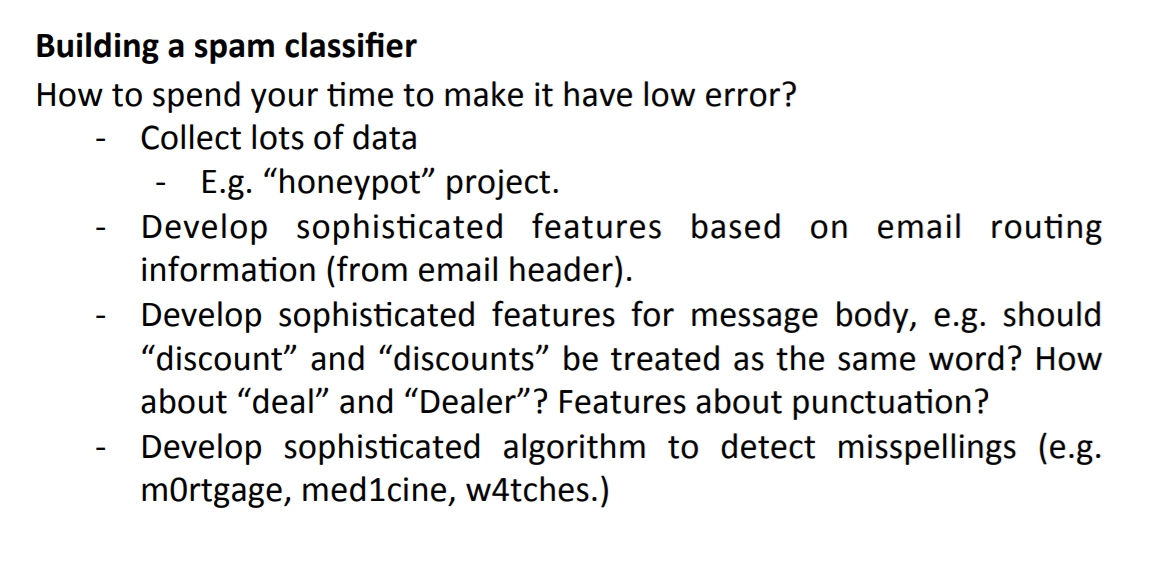 Building a spam classifier
How to spend your time to make it have low error?
- Collect lots of data
- E.g. “honeypot” project.
- Develop sophisticated features based on email routing
information (from email header).
- Develop sophisticated features for message body, e.g. should
“discount” and “discounts” be treated as the same word? How
about “deal” and “Dealer”? Features about punctuation?
- Develop sophisticated algorithm to detect misspellings (e.g.
m0rtgage, med1cine, w4tches.)